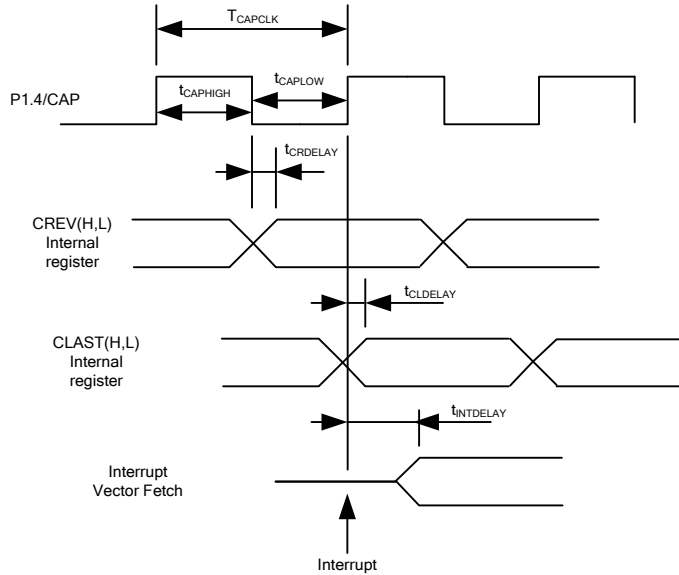 TCAPCLK
P1.4/CAP
tCAPHIGH
tCAPLOW
tCRDELAY
CREV(H,L)
Internal
register
tCLDELAY
CLAST(H,L)
Internal
register
tINTDELAY
Interrupt
Vector Fetch
Interrupt